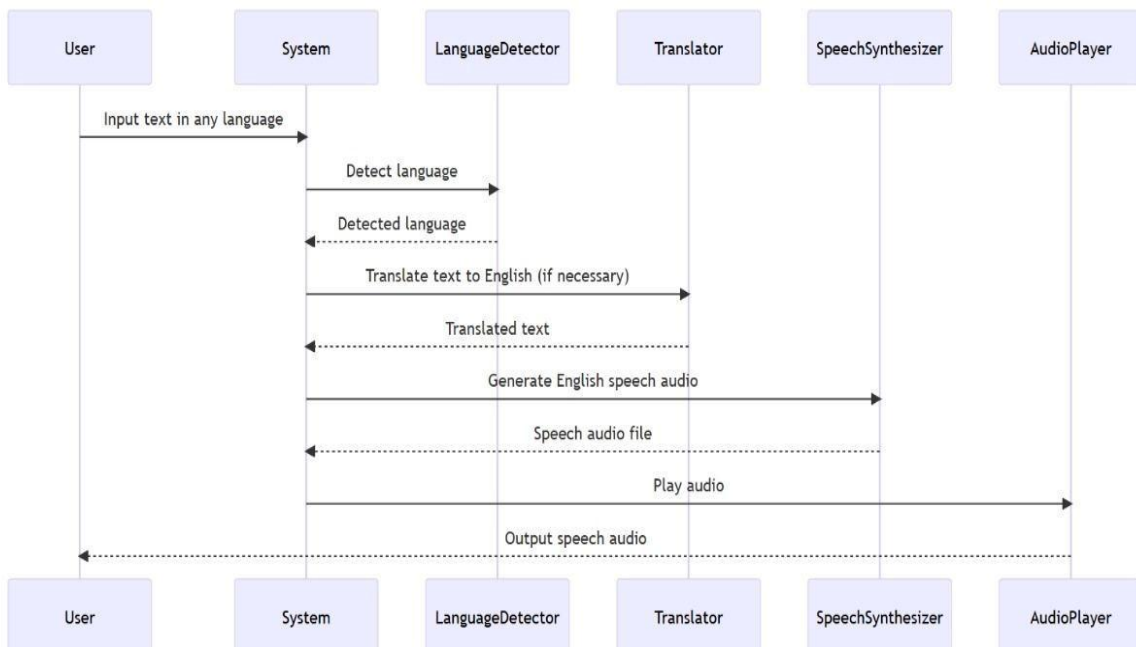 User System LanguageDetector Translator SpeechSynthesizer AudioPlayer
Input text in any language
Detect language
Detected language
Translate text to English (if necessary)
Translated text
Generate English speech audio
Speech audio file
Play audio
Output speech audio
User System LanguageDetector Translator SpeechSynthesizer AudioPlayer